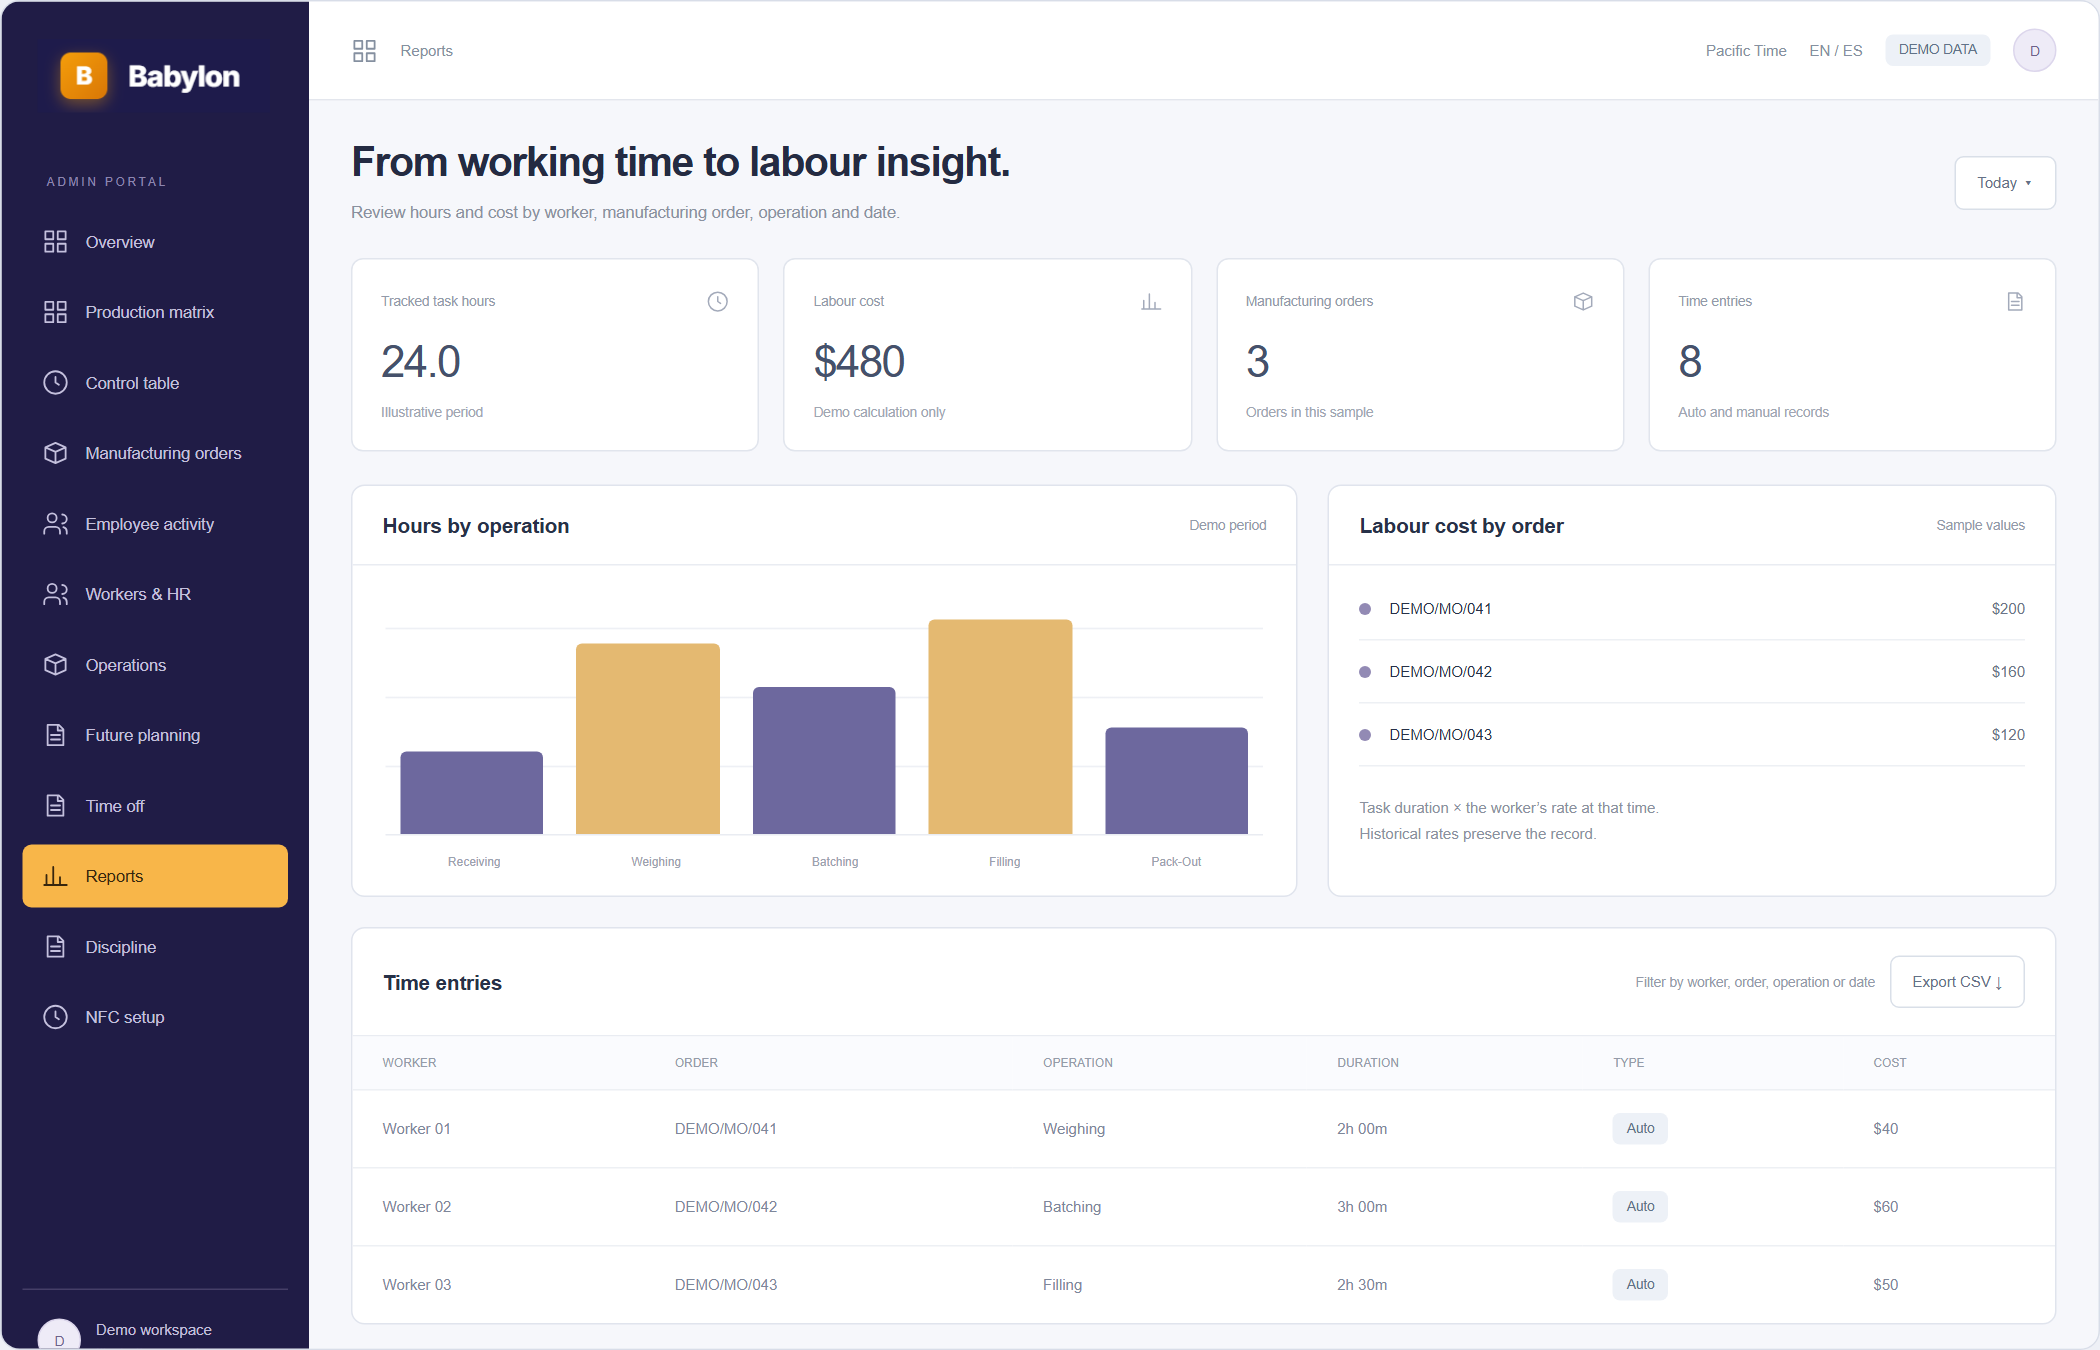 B
Babylon
ADMIN PORTAL
Overview
Production matrix
Control table
Manufacturing orders
Employee activity
Workers & HR
Operations
Future planning
Time off
Reports
Discipline
NFC setup
D
Demo workspace
Reports
Pacific Time
EN / ES
DEMO DATA
D
From working time to labour insight.
Review hours and cost by worker, manufacturing order, operation and date.
Today ▾
Tracked task hours
24.0
Illustrative period
Labour cost
$480
Demo calculation only
Manufacturing orders
3
Orders in this sample
Time entries
8
Auto and manual records
Hours by operation
Demo period
Receiving
Weighing
Batching
Filling
Pack-Out
Labour cost by order
Sample values
DEMO/MO/041 $200
DEMO/MO/042 $160
DEMO/MO/043 $120
Task duration × the worker’s rate at that time.
Historical rates preserve the record.
Time entries
Filter by worker, order, operation or date
Export CSV ↓
WORKER ORDER OPERATION DURATION TYPE COST
Worker 01 DEMO/MO/041 Weighing 2h 00m Auto $40
Worker 02 DEMO/MO/042 Batching 3h 00m Auto $60
Worker 03 DEMO/MO/043 Filling 2h 30m Auto $50